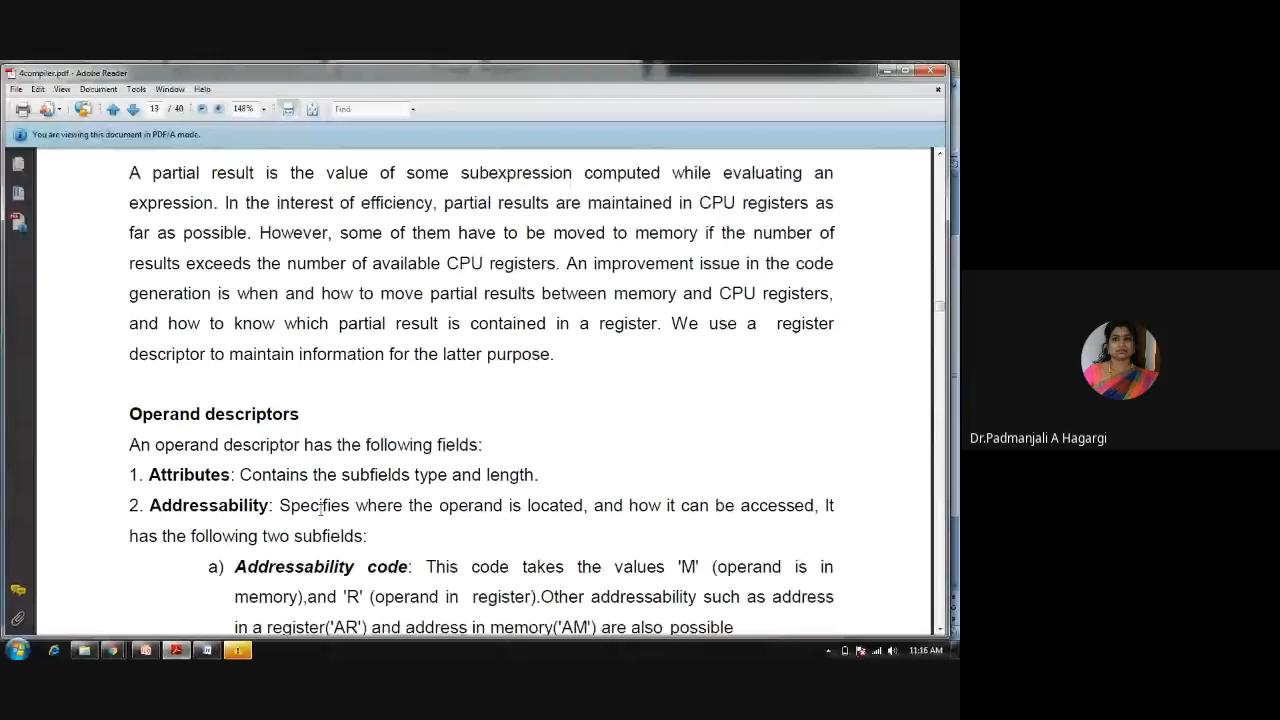 4compiler.pdf - Adobe Reader
File Edit View Document Tools Window Help
13 / 40 148% Find
You are viewing this document in PDF/A mode.
A partial result is the value of some subexpression computed while evaluating an
expression. In the interest of efficiency, partial results are maintained in CPU registers as
far as possible. However, some of them have to be moved to memory if the number of
results exceeds the number of available CPU registers. An improvement issue in the code
generation is when and how to move partial results between memory and CPU registers,
and how to know which partial result is contained in a register. We use a register
descriptor to maintain information for the latter purpose.
Operand descriptors
An operand descriptor has the following fields:
1. Attributes: Contains the subfields type and length.
2. Addressability: Specifies where the operand is located, and how it can be accessed, It
has the following two subfields:
a) Addressability code: This code takes the values 'M' (operand is in
memory),and 'R' (operand in register).Other addressability such as address
in a register('AR') and address in memory('AM') are also possible
11:16 AM
Dr.Padmanjali A Hagargi